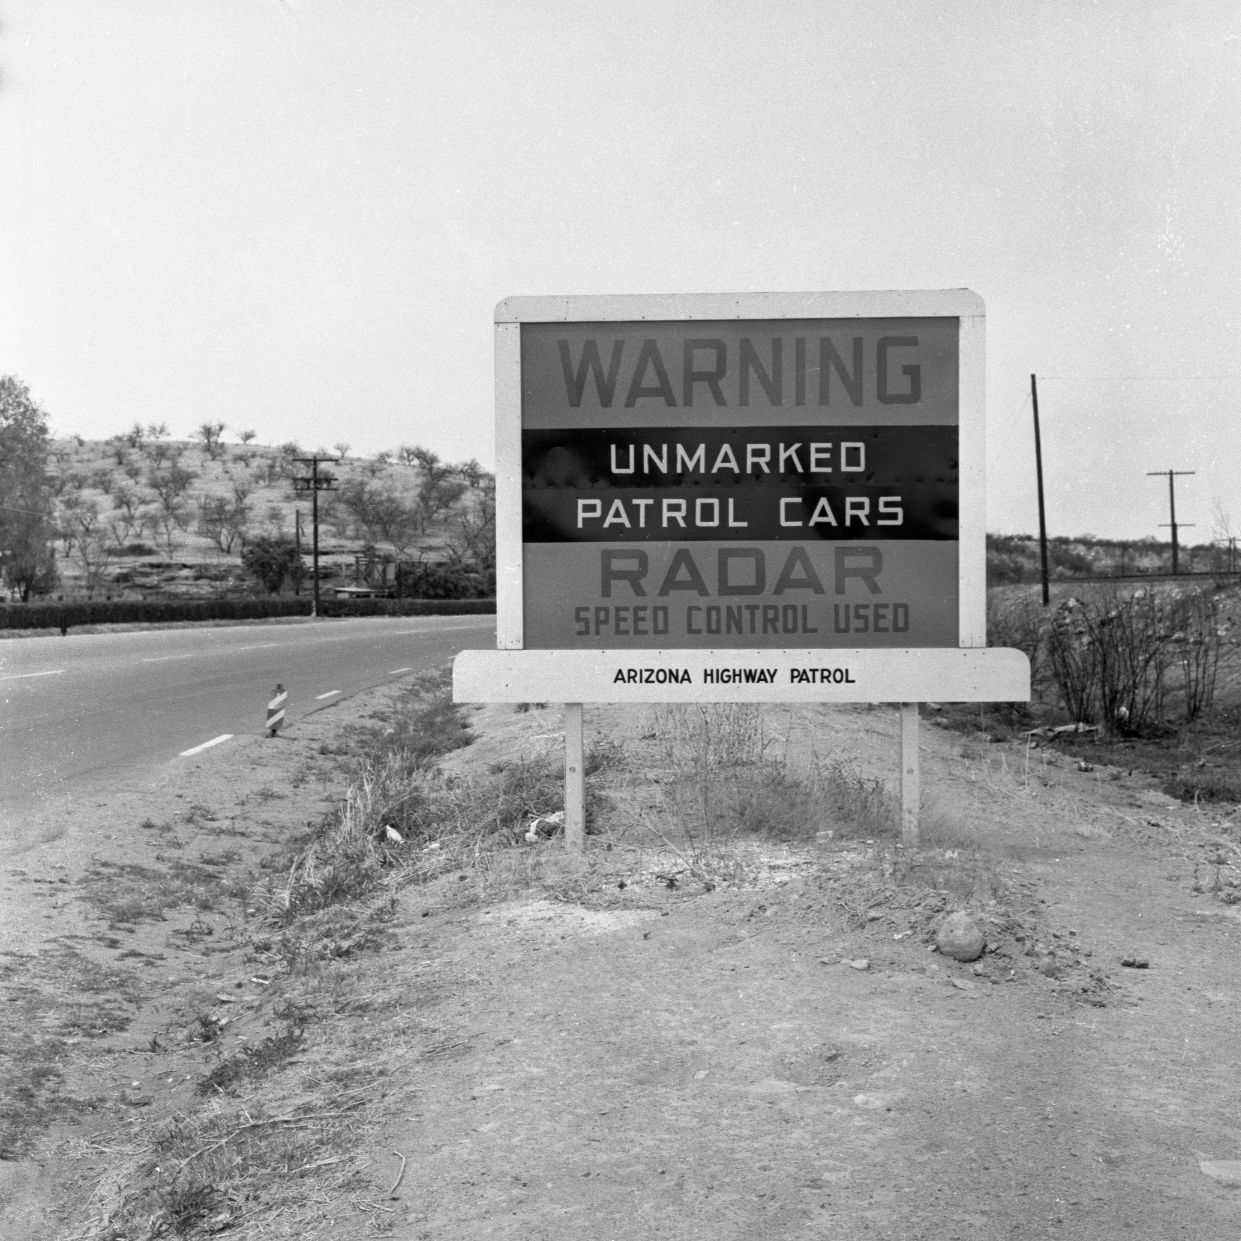 WARNING
UNMARKED
PATROL CARS
RADAR
SPEED CONTROL USED
ARIZONA HIGHWAY PATROL